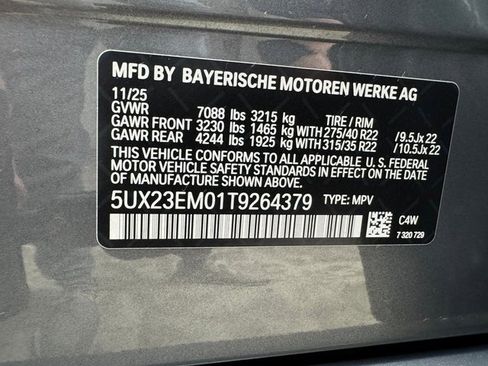 MFD BY BAYERISCHE MOTOREN WERKE AG
11/25
GVWR 7088 lbs 3215 kg TIRE / RIM
GAWR FRONT 3230 lbs 1465 kg WITH 275/40 R22 /9.5Jx22
GAWR REAR 4244 lbs 1925 kg WITH 315/35 R22 /10.5Jx22
THIS VEHICLE CONFORMS TO ALL APPLICABLE U. S. FEDERAL
MOTOR VEHICLE SAFETY STANDARDS IN EFFECT ON THE DATE
OF MANUFACTURE SHOWN ABOVE.
5UX23EM01T9264379 TYPE: MPV
C4W
7 320 729